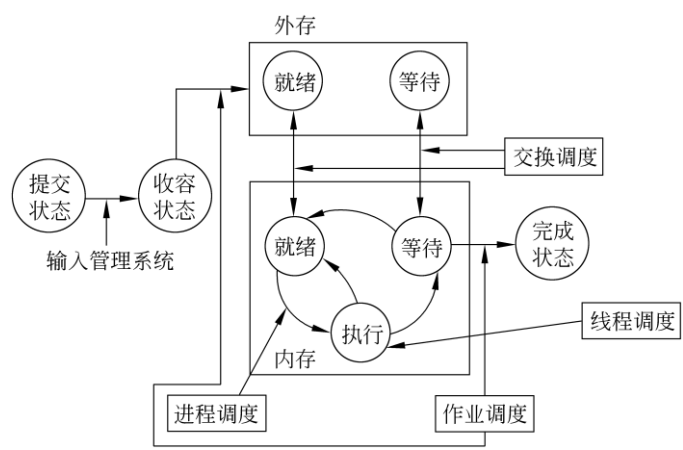 外存
就绪
等待
交换调度
提交
状态
收容
状态
输入管理系统
就绪
等待
完成
状态
执行
内存
线程调度
进程调度
作业调度